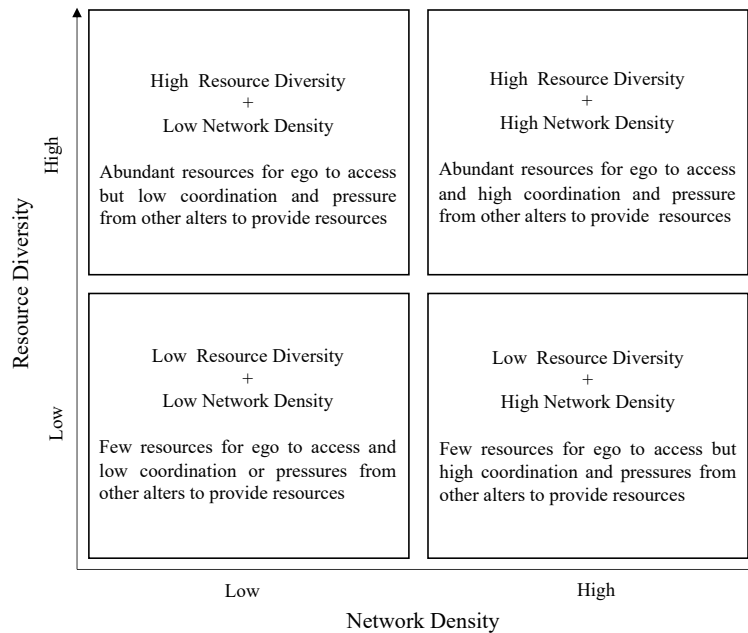 High Resource Diversity
+
Low Network Density
Abundant resources for ego to access
but low coordination and pressure
from other alters to provide resources
High Resource Diversity
+
High Network Density
Abundant resources for ego to access
and high coordination and pressure
from other alters to provide resources
High
Resource Diversity
Low Resource Diversity
+
Low Network Density
Few resources for ego to access and
low coordination or pressures from
other alters to provide resources
Low Resource Diversity
+
High Network Density
Few resources for ego to access but
high coordination and pressures from
other alters to provide resources
Low
Low
High
Network Density